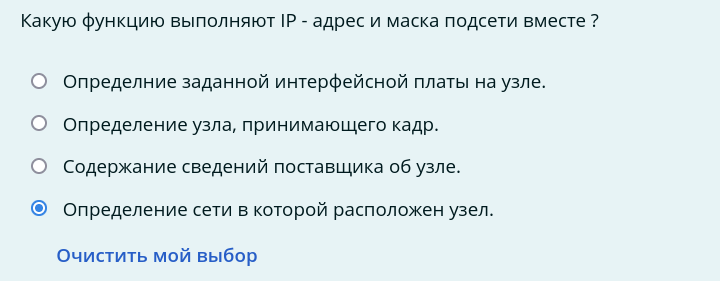 Какую функцию выполняют IP - адрес и маска подсети вместе ?
Определние заданной интерфейсной платы на узле.
Определение узла, принимающего кадр.
Содержание сведений поставщика об узле.
Определение сети в которой расположен узел.
Очистить мой выбор